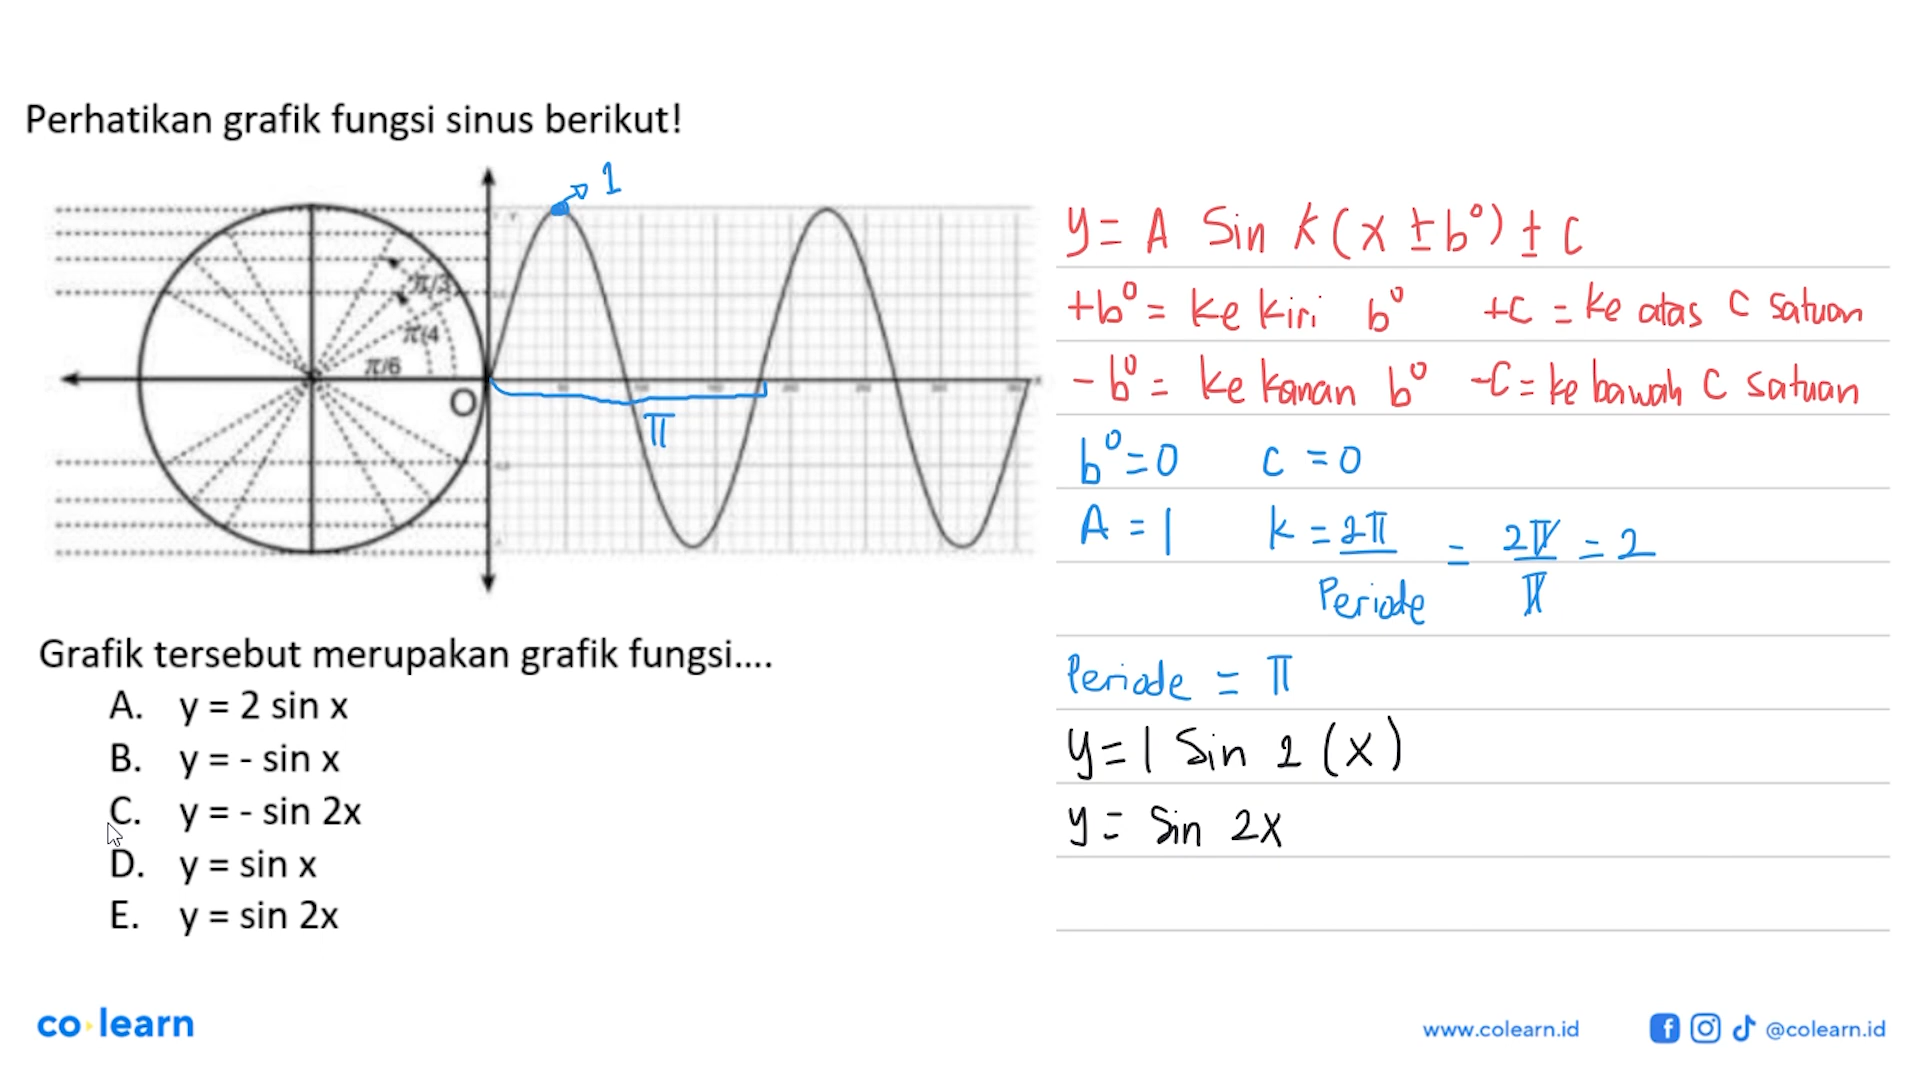 Perhatikan grafik fungsi sinus berikut!
1
π/4
π/6
O
π
Grafik tersebut merupakan grafik fungsi....
A. y = 2 sin x
B. y = - sin x
C. y = - sin 2x
D. y = sin x
E. y = sin 2x
y = A Sin k (x ± b°) ± C
+b° = ke kiri b° +C = ke atas C satuan
-b° = ke kanan b° -C = ke bawah C satuan
b° = 0 C = 0
A = 1 k = 2π/Periode = 2π/π = 2
Periode = π
y = 1 Sin 2 (x)
y = Sin 2x
co learn
www.colearn.id @colearn.id